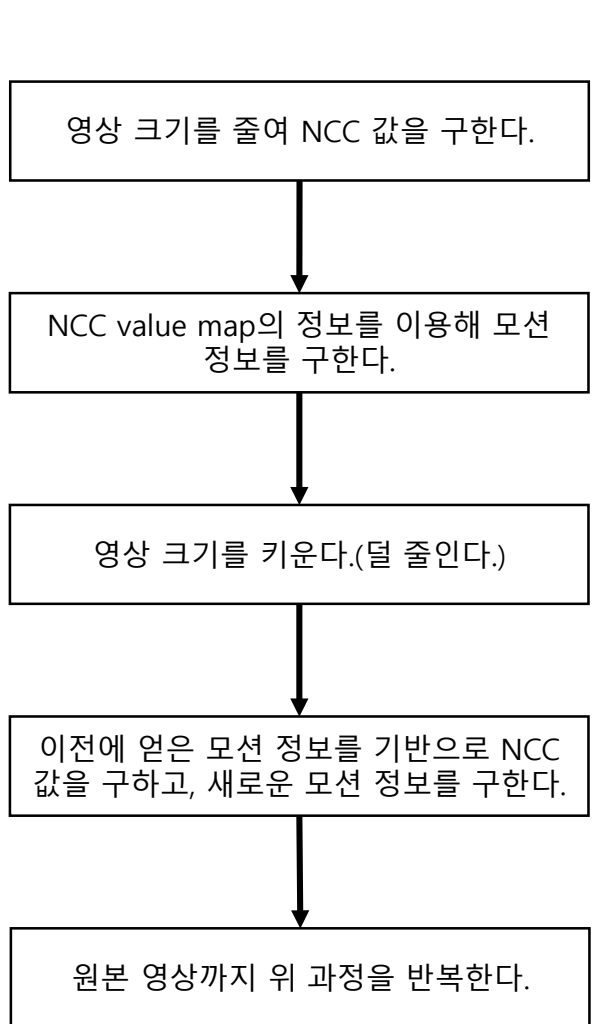 영상 크기를 줄여 NCC 값을 구한다.
NCC value map의 정보를 이용해 모션
정보를 구한다.
영상 크기를 키운다.(덜 줄인다.)
이전에 얻은 모션 정보를 기반으로 NCC
값을 구하고, 새로운 모션 정보를 구한다.
원본 영상까지 위 과정을 반복한다.